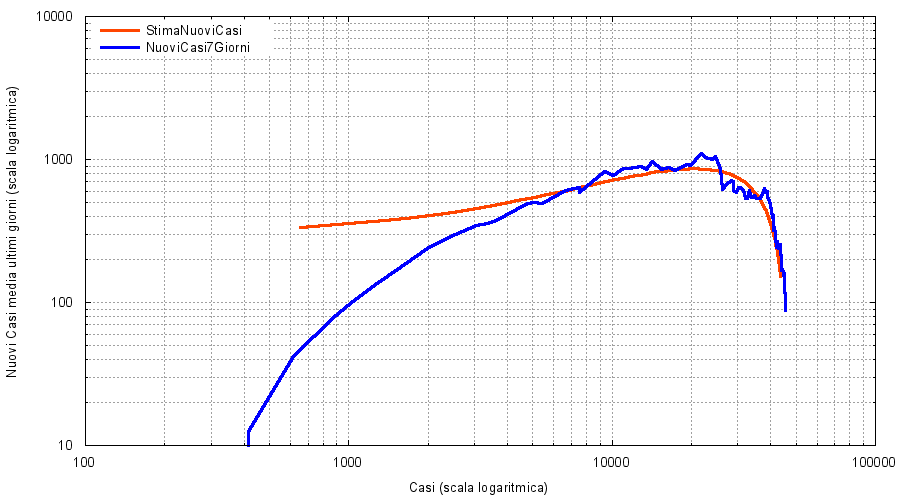 10000
StimaNuoviCasi
NuoviCasi7Giorni
1000
100
10
Nuovi Casi media ultimi giorni (scala logaritmica)
100
1000
10000
100000
Casi (scala logaritmica)